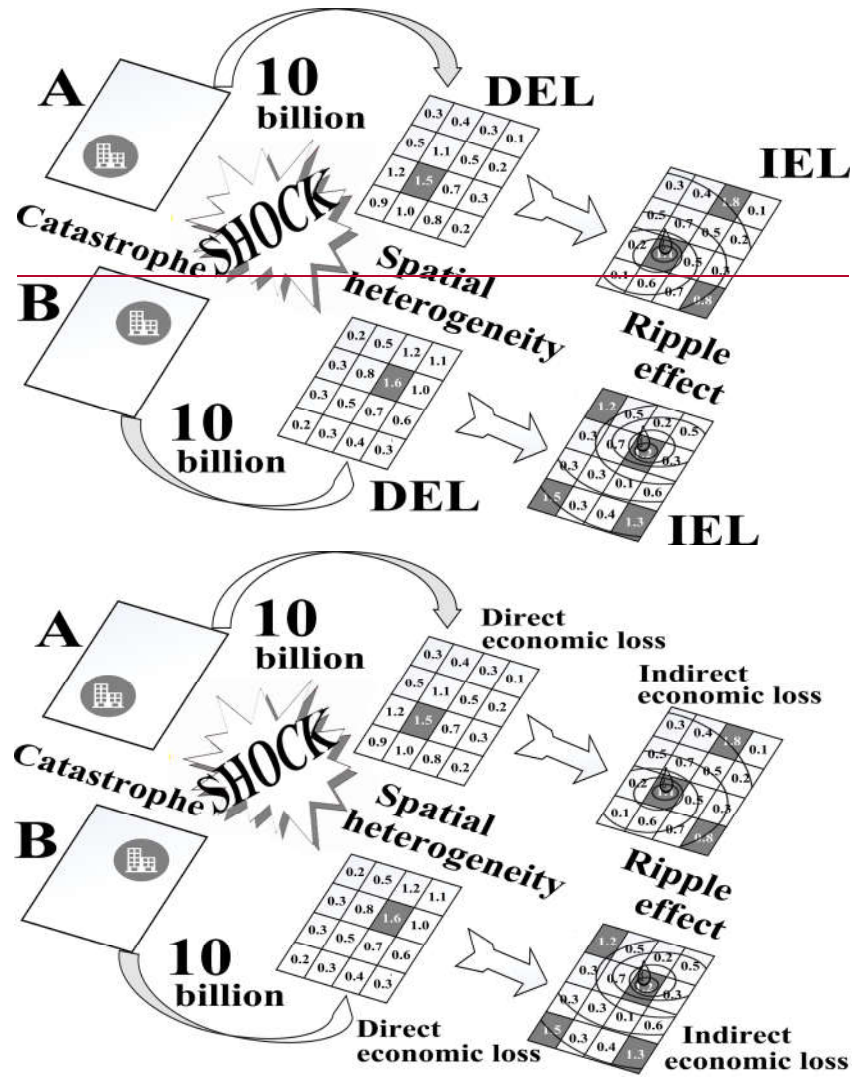 A
10
billion
DEL
0.3 0.4 0.3 0.1
0.5 1.1 0.5 0.2
1.2 1.5 0.7 0.3
0.9 1.0 0.8 0.2
IEL
0.3 0.4 1.8 0.1
0.5 0.7 0.5 0.2
0.2 0.5 0.3
0.1 0.6 0.7 0.8
Catastrophe
SHOCK
Spatial
heterogeneity
Ripple
effect
B
10
billion
0.2 0.5 1.2 1.1
0.3 0.8 1.6 1.0
0.3 0.5 0.7 0.6
0.2 0.3 0.4 0.3
DEL
1.2 0.5 0.2 0.5
0.3 0.7 0.3
0.3 0.3 0.1 0.6
1.5 0.3 0.4 1.3
IEL
A
10
billion
Direct
economic loss
0.3 0.4 0.3 0.1
0.5 1.1 0.5 0.2
1.2 1.5 0.7 0.3
0.9 1.0 0.8 0.2
Indirect
economic loss
0.3 0.4 1.8 0.1
0.5 0.7 0.5 0.2
0.2 0.5 0.3
0.1 0.6 0.7 0.8
Catastrophe
SHOCK
Spatial
heterogeneity
Ripple
effect
B
10
billion
0.2 0.5 1.2 1.1
0.3 0.8 1.6 1.0
0.3 0.5 0.7 0.6
0.2 0.3 0.4 0.3
Direct
economic loss
1.2 0.5 0.2 0.5
0.3 0.7 0.3
0.3 0.3 0.1 0.6
1.5 0.3 0.4 1.3
Indirect
economic loss